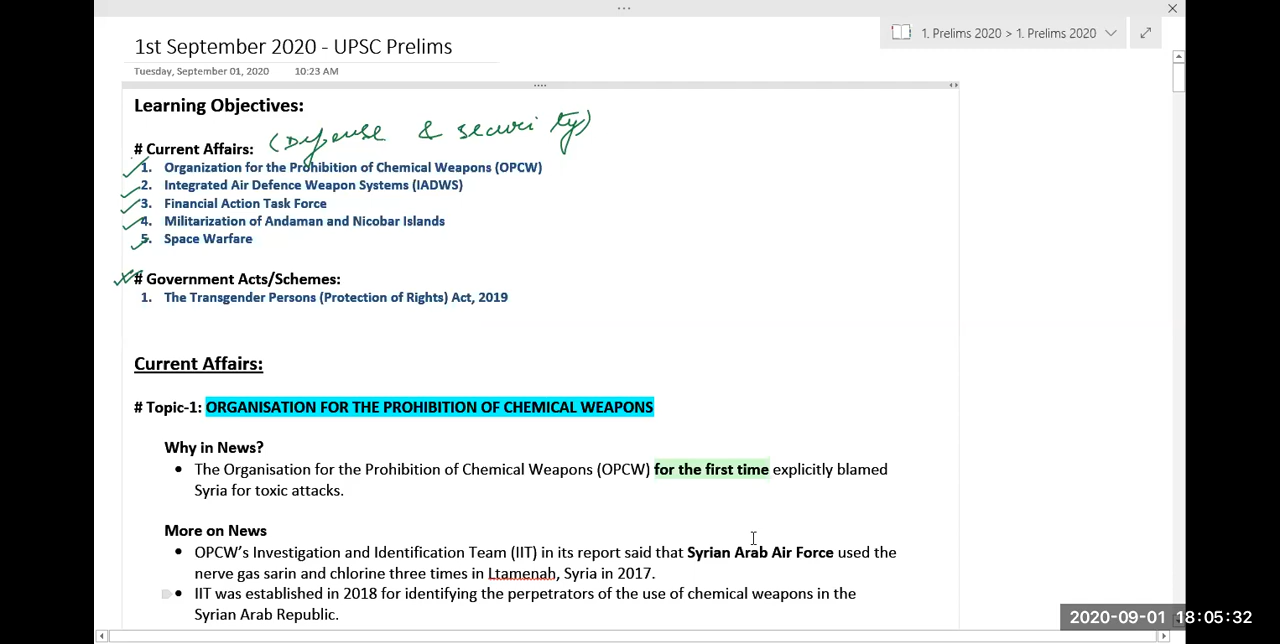 1. Prelims 2020 > 1. Prelims 2020
1st September 2020 - UPSC Prelims
Tuesday, September 01, 2020 10:23 AM
Learning Objectives:
(Defense & security)
# Current Affairs:
1. Organization for the Prohibition of Chemical Weapons (OPCW)
2. Integrated Air Defence Weapon Systems (IADWS)
3. Financial Action Task Force
4. Militarization of Andaman and Nicobar Islands
5. Space Warfare
# Government Acts/Schemes:
1. The Transgender Persons (Protection of Rights) Act, 2019
Current Affairs:
# Topic-1: ORGANISATION FOR THE PROHIBITION OF CHEMICAL WEAPONS
Why in News?
• The Organisation for the Prohibition of Chemical Weapons (OPCW) for the first time explicitly blamed
Syria for toxic attacks.
More on News
• OPCW's Investigation and Identification Team (IIT) in its report said that Syrian Arab Air Force used the
nerve gas sarin and chlorine three times in Ltamenah, Syria in 2017.
• IIT was established in 2018 for identifying the perpetrators of the use of chemical weapons in the
Syrian Arab Republic.
2020-09-01 18:05:32